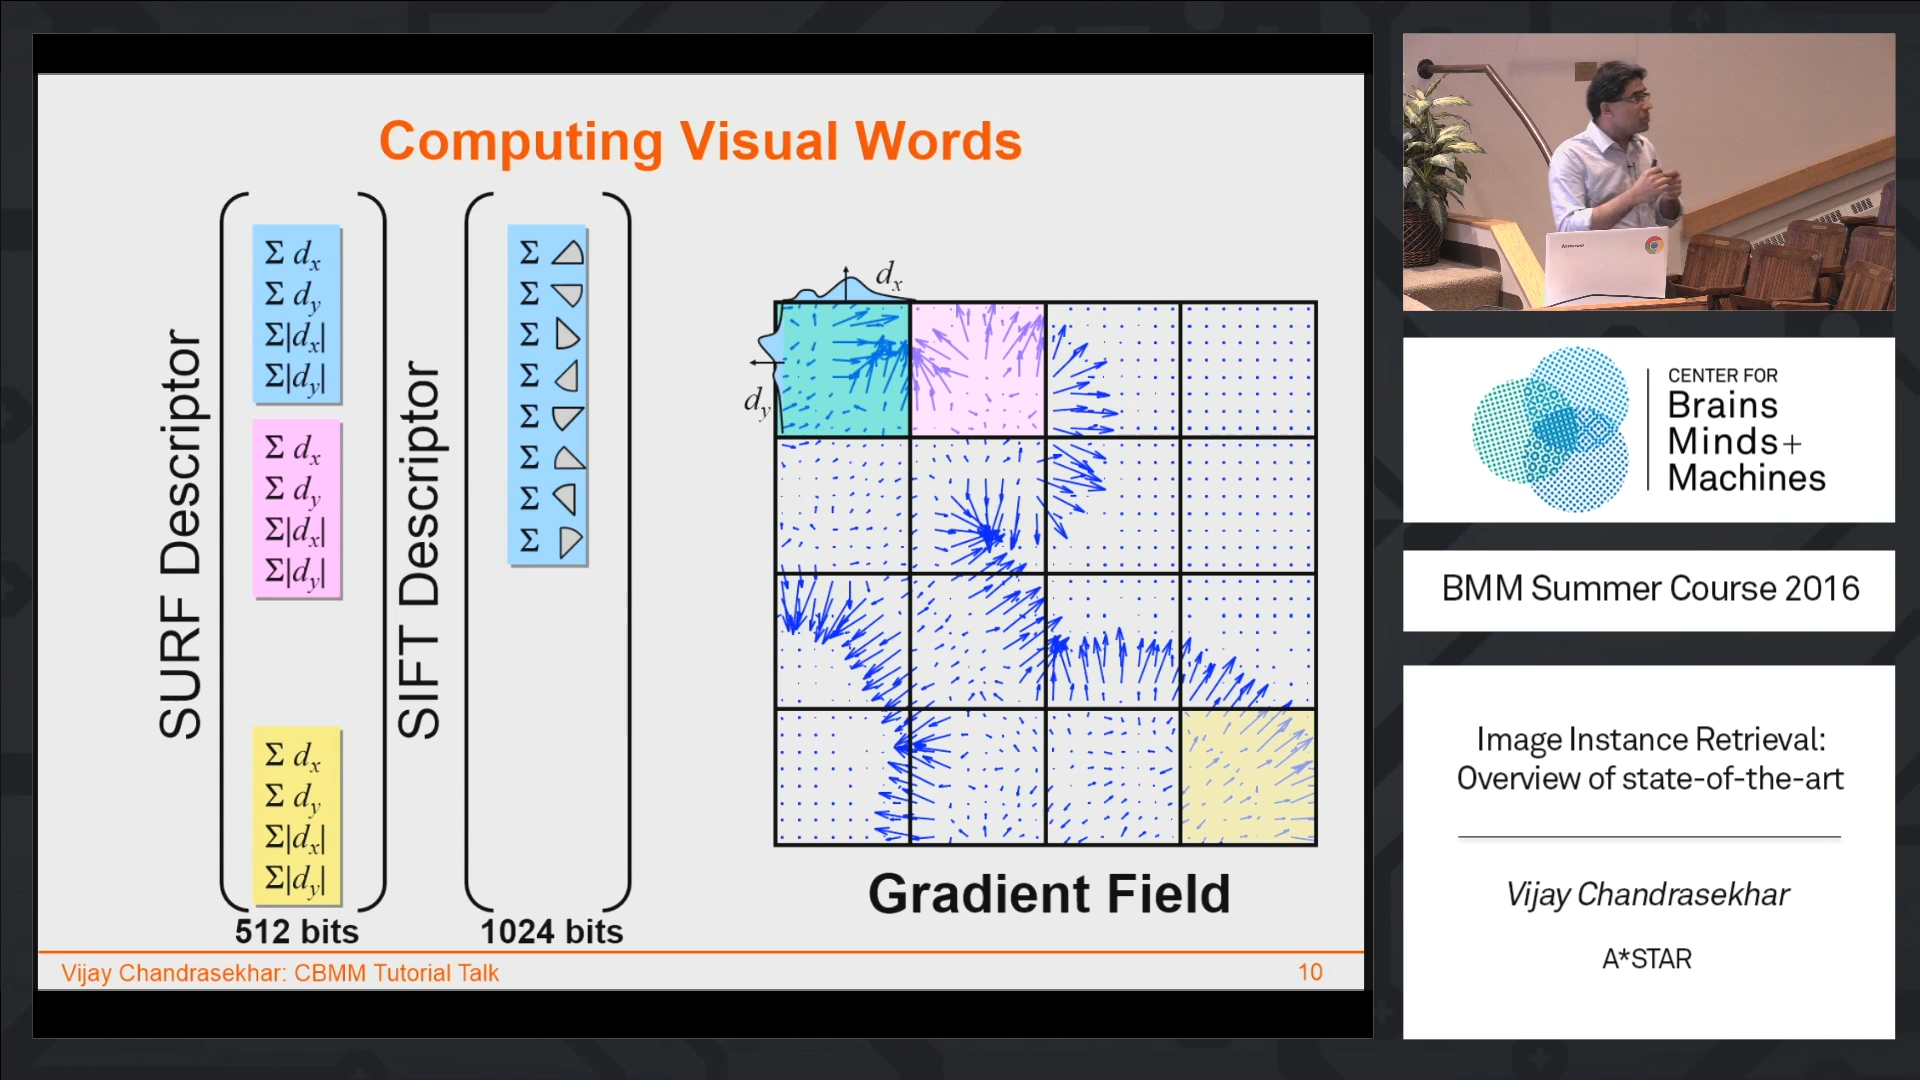 Computing Visual Words
SURF Descriptor
Σ dx
Σ dy
Σ|dx|
Σ|dy|
Σ dx
Σ dy
Σ|dx|
Σ|dy|
Σ dx
Σ dy
Σ|dx|
Σ|dy|
512 bits
SIFT Descriptor
Σ
Σ
Σ
Σ
Σ
Σ
Σ
Σ
1024 bits
dx
dy
Gradient Field
Vijay Chandrasekhar: CBMM Tutorial Talk
10
lenovo
CENTER FOR
Brains
Minds+
Machines
BMM Summer Course 2016
Image Instance Retrieval:
Overview of state-of-the-art
Vijay Chandrasekhar
A*STAR